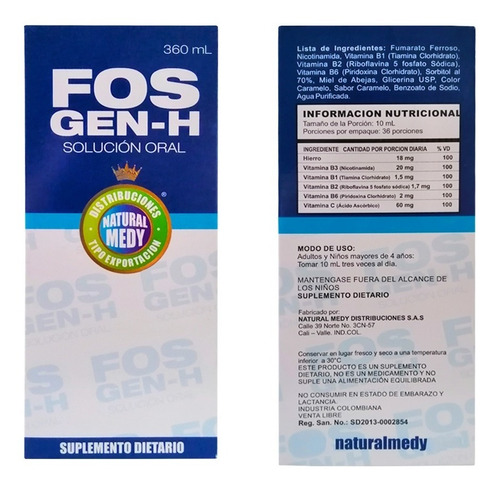 360 mL
FOS
GEN-H
SOLUCIÓN ORAL
DISTRIBUCIONES
NATURAL
MEDY
®
TIPO EXPORTACION
FOS
GEN-H
FOS
GEN-H
SUPLEMENTO DIETARIO
Lista de Ingredientes: Fumarato Ferroso,
Nicotinamida, Vitamina B1 (Tiamina Clorhidrato),
Vitamina B2 (Riboflavina 5 fosfato Sódica),
Vitamina B6 (Piridoxina Clorhidrato), Sorbitol al
70%, Miel de Abejas, Glicerina USP, Color
Caramelo, Sabor Caramelo, Benzoato de Sodio,
Agua Purificada.
INFORMACION NUTRICIONAL
Tamaño de la Porción: 10 mL
Porciones por empaque: 36 porciones
INGREDIENTE CANTIDAD POR PORCION DIARIA % VD
Hierro 18 mg 100
Vitamina B3 (Nicotinamida) 20 mg 100
Vitamina B1 (Tiamina Clorhidrato) 1,5 mg 100
Vitamina B2 (Riboflavina 5 fosfato sódica) 1,7 mg 100
Vitamina B6 (Piridoxina Clorhidrato) 2 mg 100
Vitamina C (Ácido Ascórbico) 60 mg 100
MODO DE USO:
Adultos y Niños mayores de 4 años:
Tomar 10 mL tres veces al día.
MANTENGASE FUERA DEL ALCANCE DE
LOS NIÑOS
SUPLEMENTO DIETARIO
Fabricado por:
NATURAL MEDY DISTRIBUCIONES S.A.S
Calle 39 Norte No. 3CN-57
Cali – Valle. IND.COL.
Conservar en lugar fresco y seco a una temperatura
inferior a 30°C
ESTE PRODUCTO ES UN SUPLEMENTO
DIETARIO, NO ES UN MEDICAMENTO Y NO
SUPLE UNA ALIMENTACIÓN EQUILIBRADA
NO CONSUMIR EN ESTADO DE EMBARAZO Y
LACTANCIA.
INDUSTRIA COLOMBIANA
VENTA LIBRE
Reg. San. No.: SD2013-0002854
naturalmedy